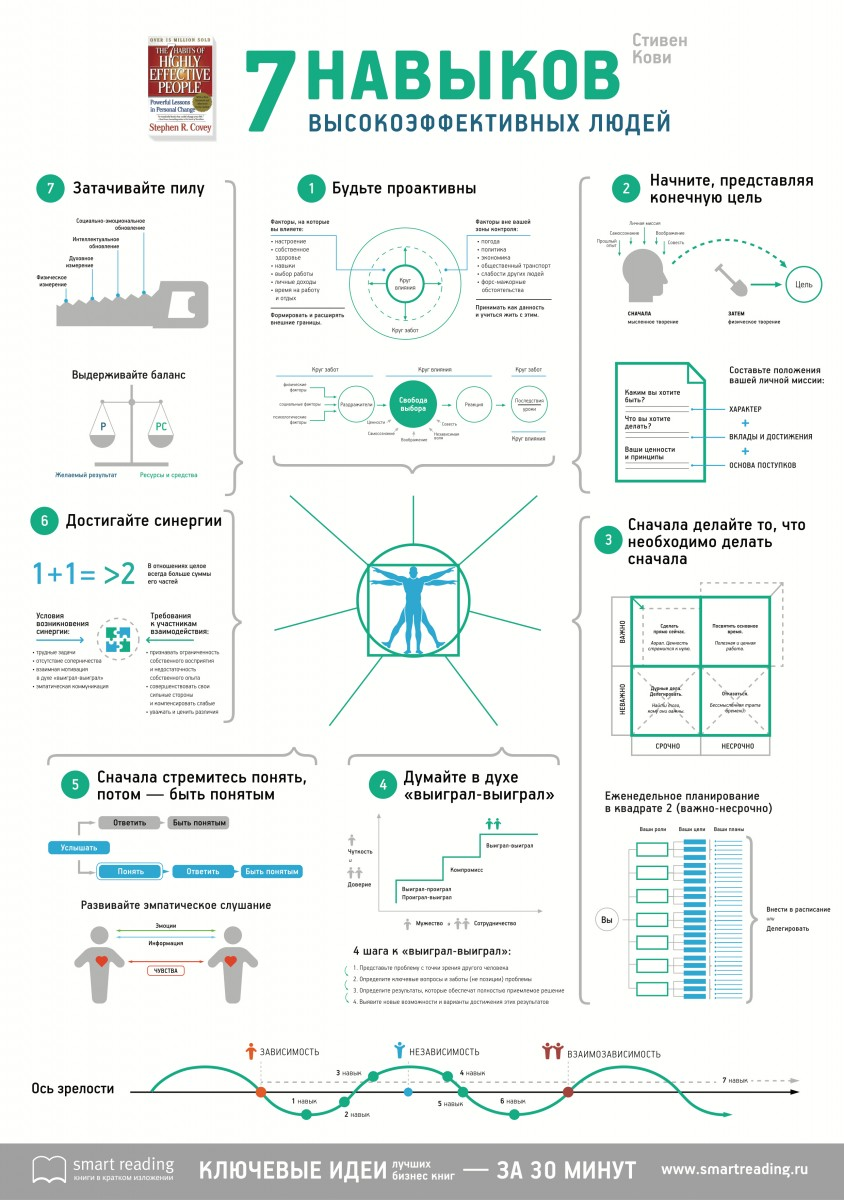 OVER 15 MILLION SOLD
THE 7 HABITS OF
HIGHLY
EFFECTIVE
PEOPLE
Powerful Lessons
in Personal Change
Stephen R. Covey
7 НАВЫКОВ
Стивен
Кови
ВЫСОКОЭФФЕКТИВНЫХ ЛЮДЕЙ
7 Затачивайте пилу
Социально-эмоциональное
обновление
Интеллектуальное
обновление
Духовное
измерение
Физическое
измерение
Выдерживайте баланс
P
PC
Желаемый результат
Ресурсы и средства
1 Будьте проактивны
Факторы, на которые
вы влияете:
• настроение
• собственное
здоровье
• навыки
• выбор работы
• личные доходы
• время на работу
и отдых
Формировать и расширять
внешние границы.
Круг
влияния
Круг забот
Факторы вне вашей
зоны контроля:
• погода
• политика
• экономика
• общественный транспорт
• слабости других людей
• форс-мажорные
обстоятельства
Принимать как данность
и учиться жить с этим.
Круг забот
Круг влияния
Круг забот
физические
факторы
социальные факторы
психологические
факторы
Раздражители
Свобода
выбора
Реакция
Последствия
уроки
Ценности
Самосознание
Воображение
Независимая
воля
Совесть
Круг влияния
2 Начните, представляя
конечную цель
Личная миссия
Самосознание
Воображение
Прошлый
опыт
Совесть
Цель
СНАЧАЛА
мысленное творение
ЗАТЕМ
физическое творение
Каким вы хотите
быть?
Что вы хотите
делать?
Ваши ценности
и принципы
Составьте положения
вашей личной миссии:
ХАРАКТЕР
+
ВКЛАДЫ И ДОСТИЖЕНИЯ
+
ОСНОВА ПОСТУПКОВ
6 Достигайте синергии
1+1= >2
В отношениях целое
всегда больше суммы
его частей
Условия
возникновения
синергии:
• трудные задачи
• отсутствие соперничества
• взаимная мотивация
в духе «выиграл-выиграл»
• эмпатическая коммуникация
Требования
к участникам
взаимодействия:
• признавать ограниченность
собственного восприятия
и недостаточность
собственного опыта
• совершенствовать свои
сильные стороны
и компенсировать слабые
• уважать и ценить различия
3 Сначала делайте то, что
необходимо делать
сначала
ВАЖНО
НЕВАЖНО
Сделать
прямо сейчас.
Аврал. Ценность
стремится к нулю.
Посвятить основное
время.
Полезная и ценная
работа.
Дурные дела.
Делегировать.
Найти того,
кому они важны.
Отказаться.
Бессмысленная трата
времени.
СРОЧНО
НЕСРОЧНО
Еженедельное планирование
в квадрате 2 (важно-несрочно)
Ваши роли
Ваши цели
Ваши планы
Вы
Внести в расписание
или
Делегировать
5 Сначала стремитесь понять,
потом — быть понятым
Ответить
Быть понятым
Услышать
Понять
Ответить
Быть понятым
Развивайте эмпатическое слушание
Эмоции
Информация
ЧУВСТВА
4 Думайте в духе
«выиграл-выиграл»
Чуткость
и
Доверие
Выиграл-выиграл
Компромисс
Выиграл-проиграл
Проиграл-выиграл
Мужество
и
Сотрудничество
4 шага к «выиграл-выиграл»:
1. Представьте проблему с точки зрения другого человека
2. Определите ключевые вопросы и заботы (не позиции) проблемы
3. Определите результаты, которые обеспечат полностью приемлемое решение
4. Выявите новые возможности и варианты достижения этих результатов
ЗАВИСИМОСТЬ
НЕЗАВИСИМОСТЬ
ВЗАИМОЗАВИСИМОСТЬ
Ось зрелости
1 навык
2 навык
3 навык
4 навык
5 навык
6 навык
7 навык
smart reading
книги в кратком изложении
КЛЮЧЕВЫЕ ИДЕИ лучших
бизнес книг — ЗА 30 МИНУТ
www.smartreading.ru